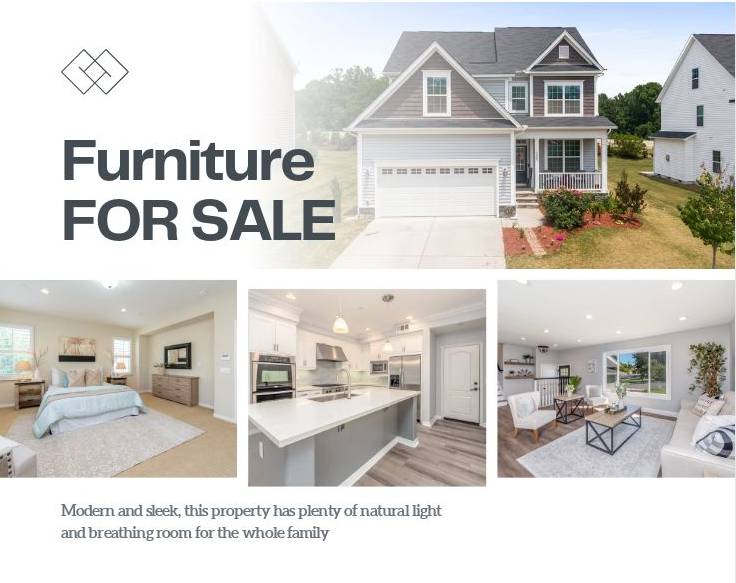 Furniture
FOR SALE
Modern and sleek, this property has plenty of natural light
and breathing room for the whole family